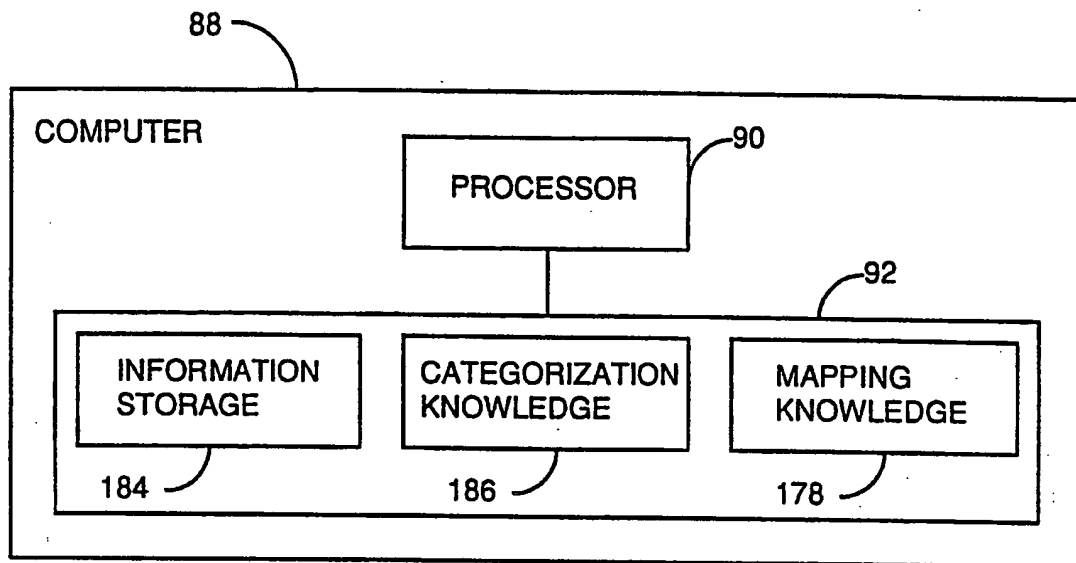 88
COMPUTER
90
PROCESSOR
92
INFORMATION
STORAGE
CATEGORIZATION
KNOWLEDGE
MAPPING
KNOWLEDGE
184
186
178